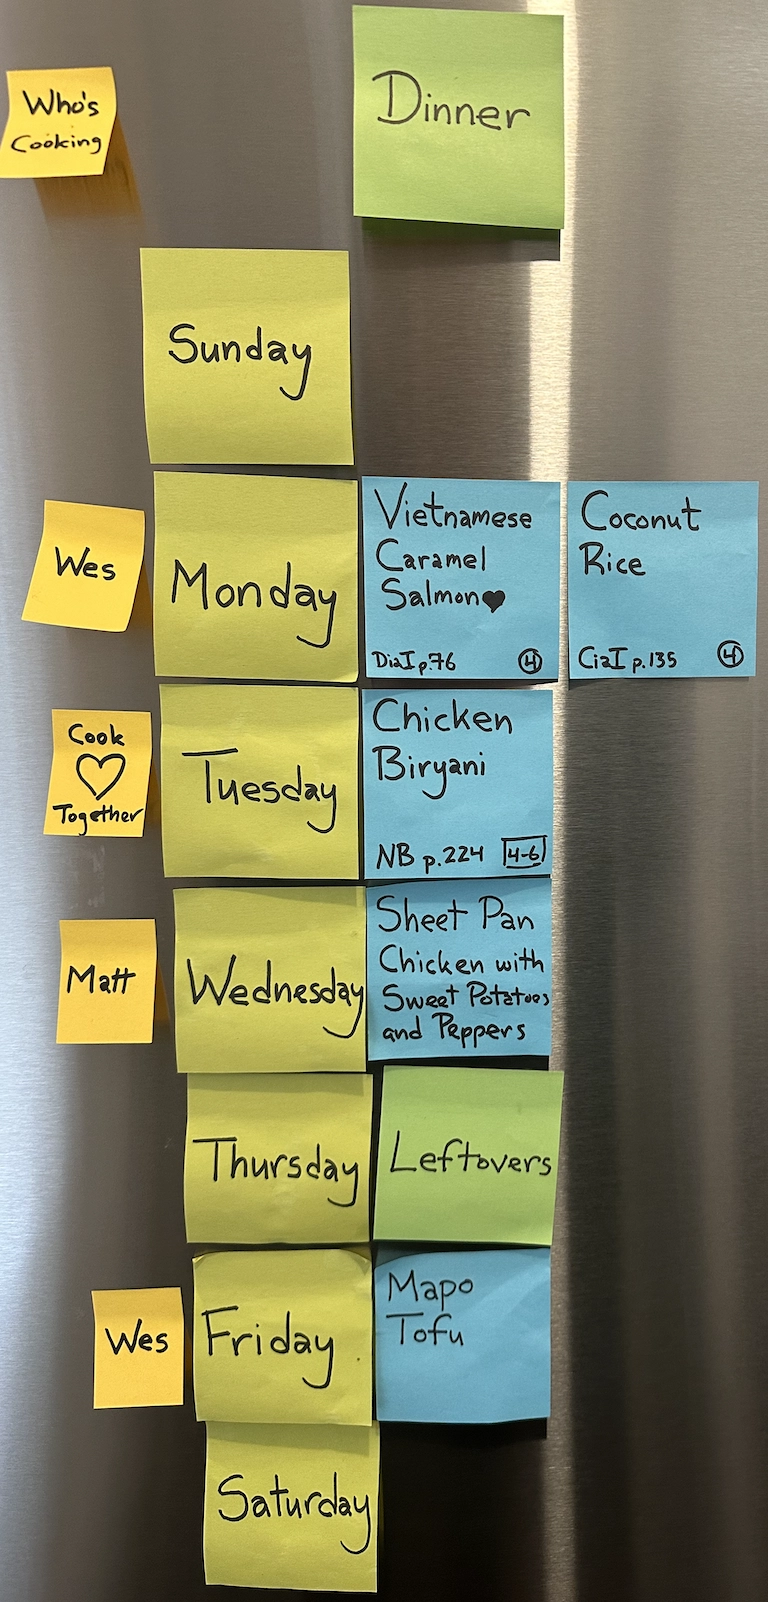 Who's
Cooking
Dinner
Sunday
Wes
Monday
Vietnamese
Caramel
Salmon♥
DiaI p.76 ④
Coconut
Rice
CiaI p.135 ④
Cook
♡
Together
Tuesday
Chicken
Biryani
NB p.224 4-6
Matt
Wednesday
Sheet Pan
Chicken with
Sweet Potatoes
and Peppers
Thursday
Leftovers
Wes
Friday
Mapo
Tofu
Saturday